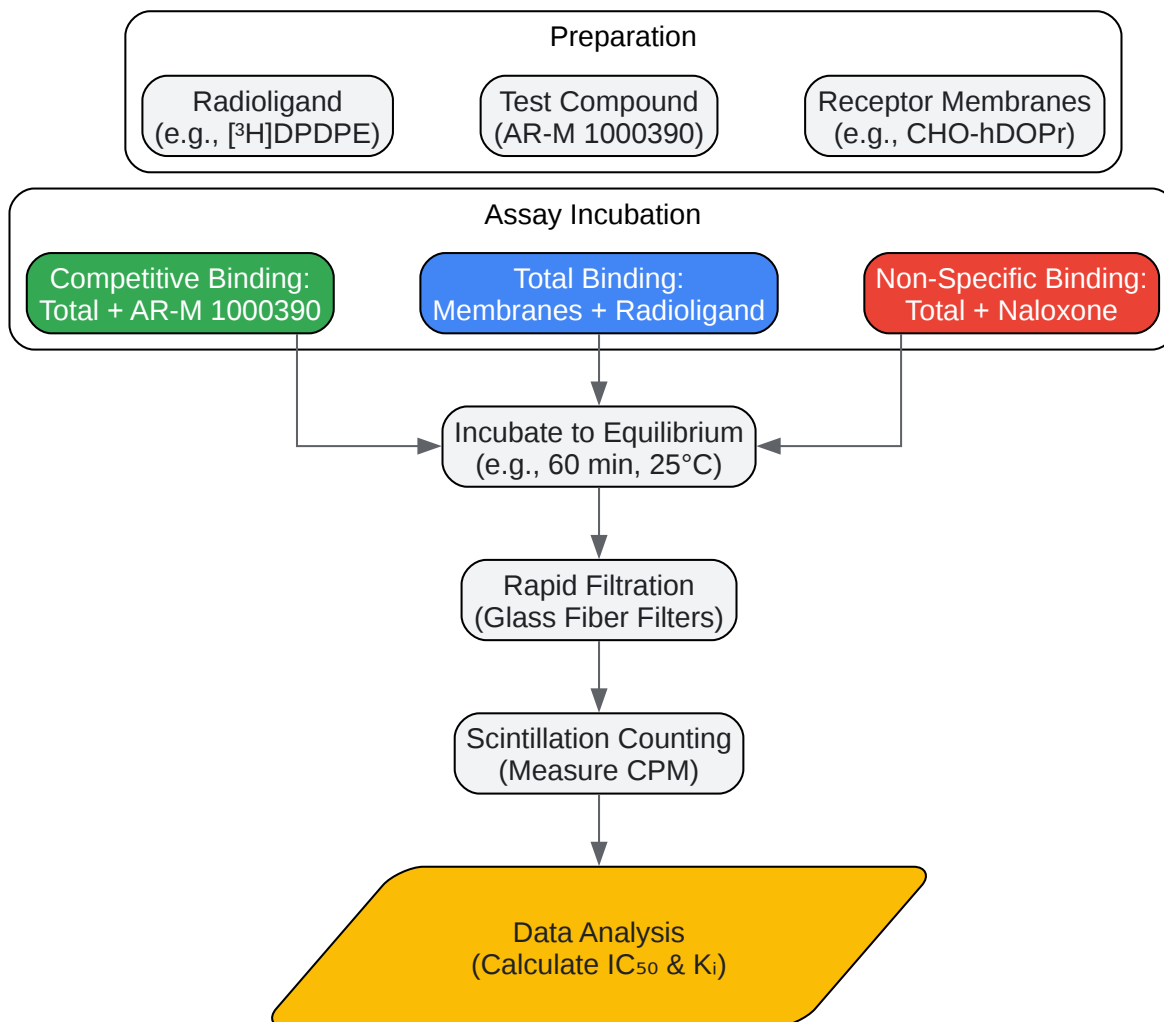 Preparation
Radioligand
(e.g., [³H]DPDPE)
Test Compound
(AR-M 1000390)
Receptor Membranes
(e.g., CHO-hDOPr)
Assay Incubation
Competitive Binding:
Total + AR-M 1000390
Total Binding:
Membranes + Radioligand
Non-Specific Binding:
Total + Naloxone
Incubate to Equilibrium
(e.g., 60 min, 25°C)
Rapid Filtration
(Glass Fiber Filters)
Scintillation Counting
(Measure CPM)
Data Analysis
(Calculate IC₅₀ & Kᵢ)